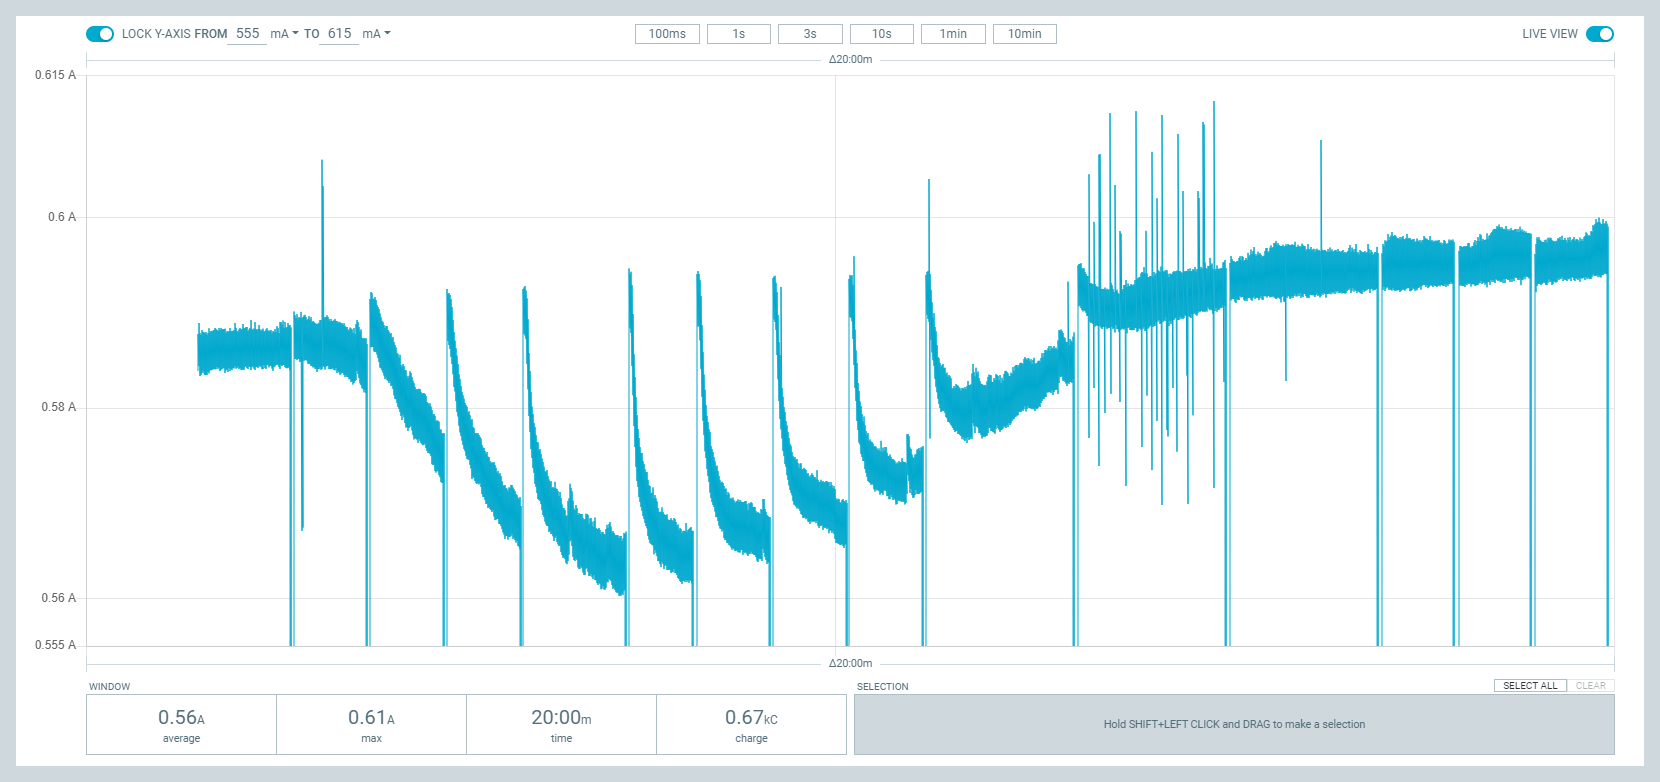 LOCK Y-AXIS FROM 555 mA TO 615 mA
100ms 1s 3s 10s 1min 10min
LIVE VIEW
Δ20:00m
0.615 A
0.6 A
0.58 A
0.56 A
0.555 A
Δ20:00m
WINDOW
0.56A
average
0.61A
max
20:00m
time
0.67kC
charge
SELECTION
SELECT ALL CLEAR
Hold SHIFT+LEFT CLICK and DRAG to make a selection